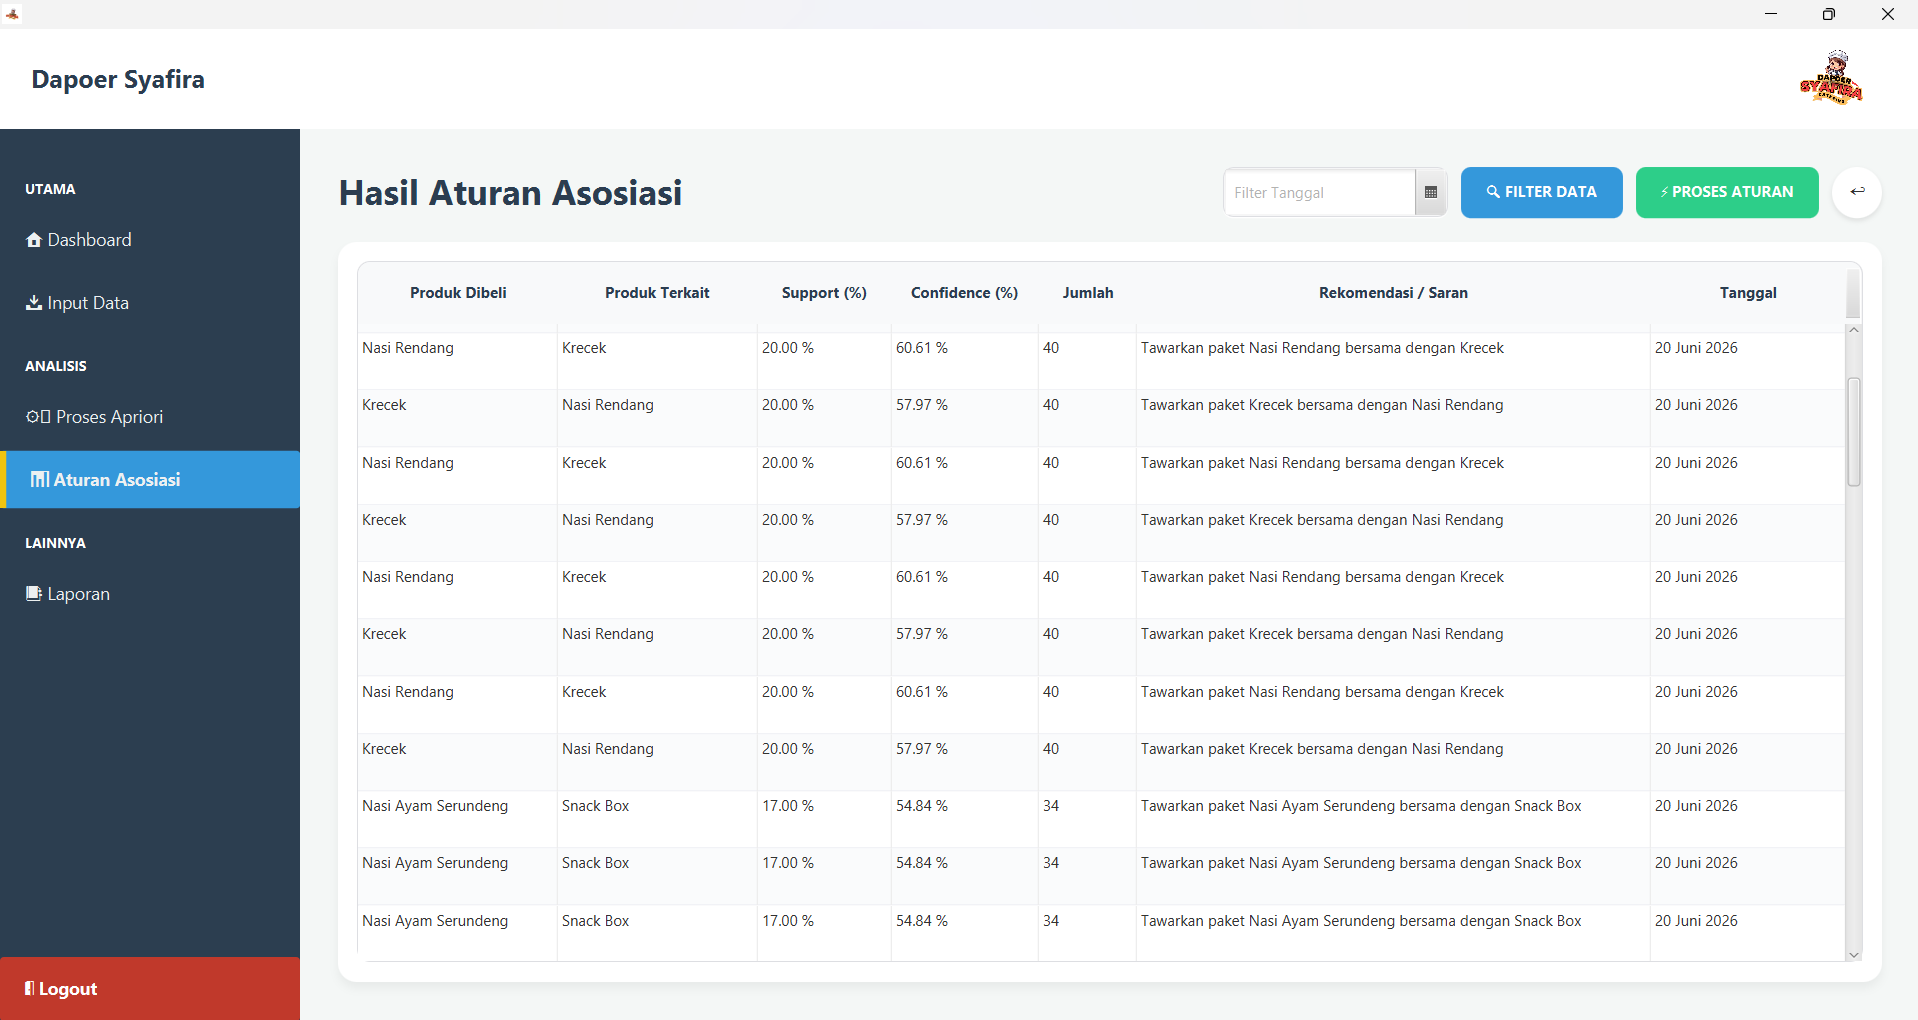 Dapoer Syafira
DAPOER
SYAFIRA
CATERING
UTAMA
Dashboard
Input Data
ANALISIS
Proses Apriori
Aturan Asosiasi
LAINNYA
Laporan
Logout
Hasil Aturan Asosiasi
Filter Tanggal
FILTER DATA
PROSES ATURAN
Produk Dibeli Produk Terkait Support (%) Confidence (%) Jumlah Rekomendasi / Saran Tanggal
Nasi Rendang Krecek 20.00 % 60.61 % 40 Tawarkan paket Nasi Rendang bersama dengan Krecek 20 Juni 2026
Krecek Nasi Rendang 20.00 % 57.97 % 40 Tawarkan paket Krecek bersama dengan Nasi Rendang 20 Juni 2026
Nasi Rendang Krecek 20.00 % 60.61 % 40 Tawarkan paket Nasi Rendang bersama dengan Krecek 20 Juni 2026
Krecek Nasi Rendang 20.00 % 57.97 % 40 Tawarkan paket Krecek bersama dengan Nasi Rendang 20 Juni 2026
Nasi Rendang Krecek 20.00 % 60.61 % 40 Tawarkan paket Nasi Rendang bersama dengan Krecek 20 Juni 2026
Krecek Nasi Rendang 20.00 % 57.97 % 40 Tawarkan paket Krecek bersama dengan Nasi Rendang 20 Juni 2026
Nasi Rendang Krecek 20.00 % 60.61 % 40 Tawarkan paket Nasi Rendang bersama dengan Krecek 20 Juni 2026
Krecek Nasi Rendang 20.00 % 57.97 % 40 Tawarkan paket Krecek bersama dengan Nasi Rendang 20 Juni 2026
Nasi Ayam Serundeng Snack Box 17.00 % 54.84 % 34 Tawarkan paket Nasi Ayam Serundeng bersama dengan Snack Box 20 Juni 2026
Nasi Ayam Serundeng Snack Box 17.00 % 54.84 % 34 Tawarkan paket Nasi Ayam Serundeng bersama dengan Snack Box 20 Juni 2026
Nasi Ayam Serundeng Snack Box 17.00 % 54.84 % 34 Tawarkan paket Nasi Ayam Serundeng bersama dengan Snack Box 20 Juni 2026